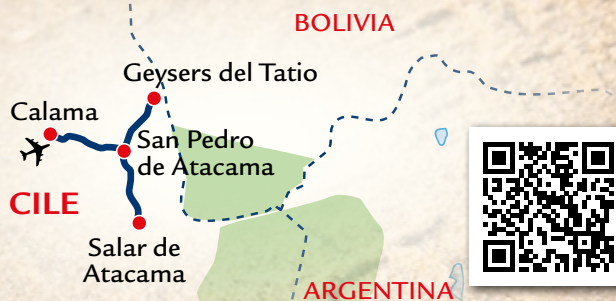 BOLIVIA
Geysers del Tatio
Calama
San Pedro
de Atacama
CILE
Salar de
Atacama
ARGENTINA